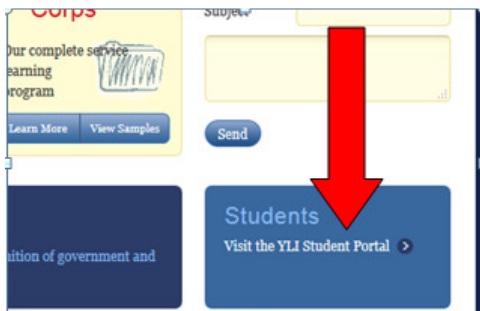 Corps
Subject
Our complete service
learning
program
Learn More
View Samples
Send
Students
Visit the YLI Student Portal
nition of government and